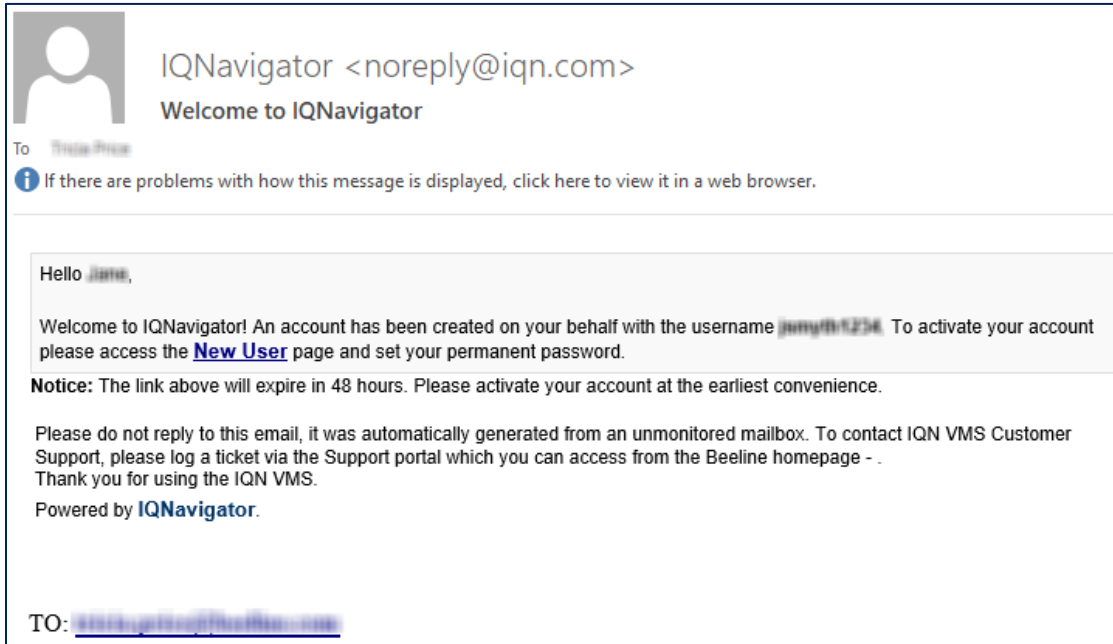 IQNavigator <noreply@iqn.com>
Welcome to IQNavigator
To
If there are problems with how this message is displayed, click here to view it in a web browser.
Hello ,
Welcome to IQNavigator! An account has been created on your behalf with the username . To activate your account
please access the New User page and set your permanent password.
Notice: The link above will expire in 48 hours. Please activate your account at the earliest convenience.
Please do not reply to this email, it was automatically generated from an unmonitored mailbox. To contact IQN VMS Customer
Support, please log a ticket via the Support portal which you can access from the Beeline homepage - .
Thank you for using the IQN VMS.
Powered by IQNavigator.
TO: